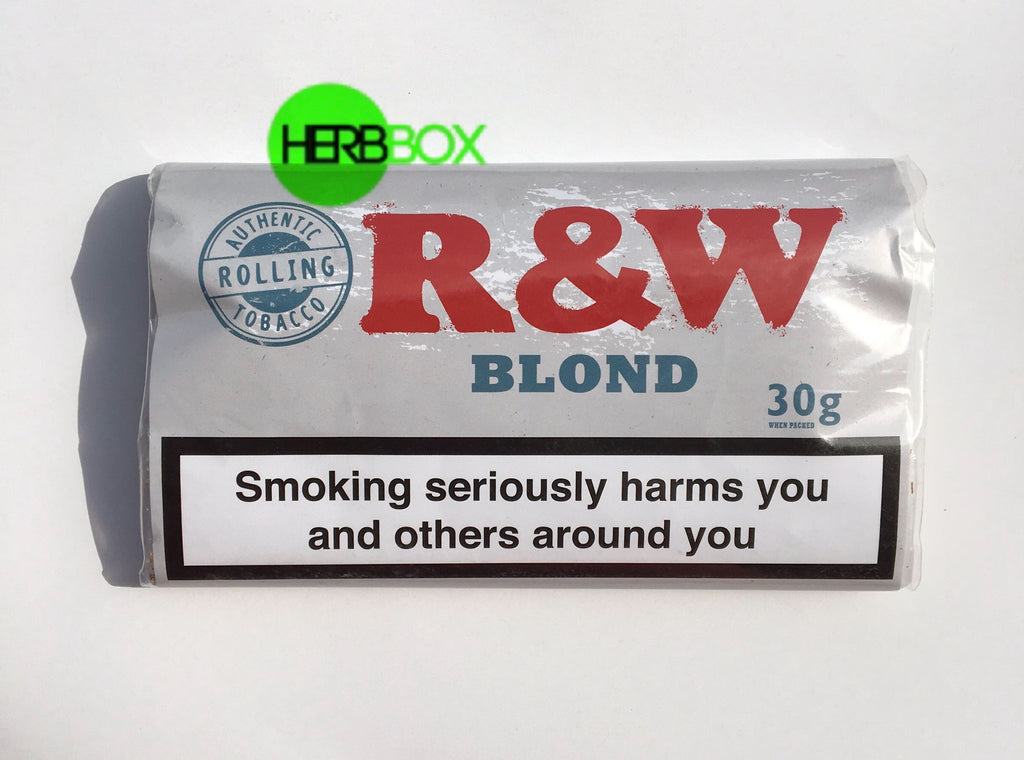 HERBBOX
AUTHENTIC
ROLLING
TOBACCO
R&W
BLOND
30g
WHEN PACKED
Smoking seriously harms you
and others around you